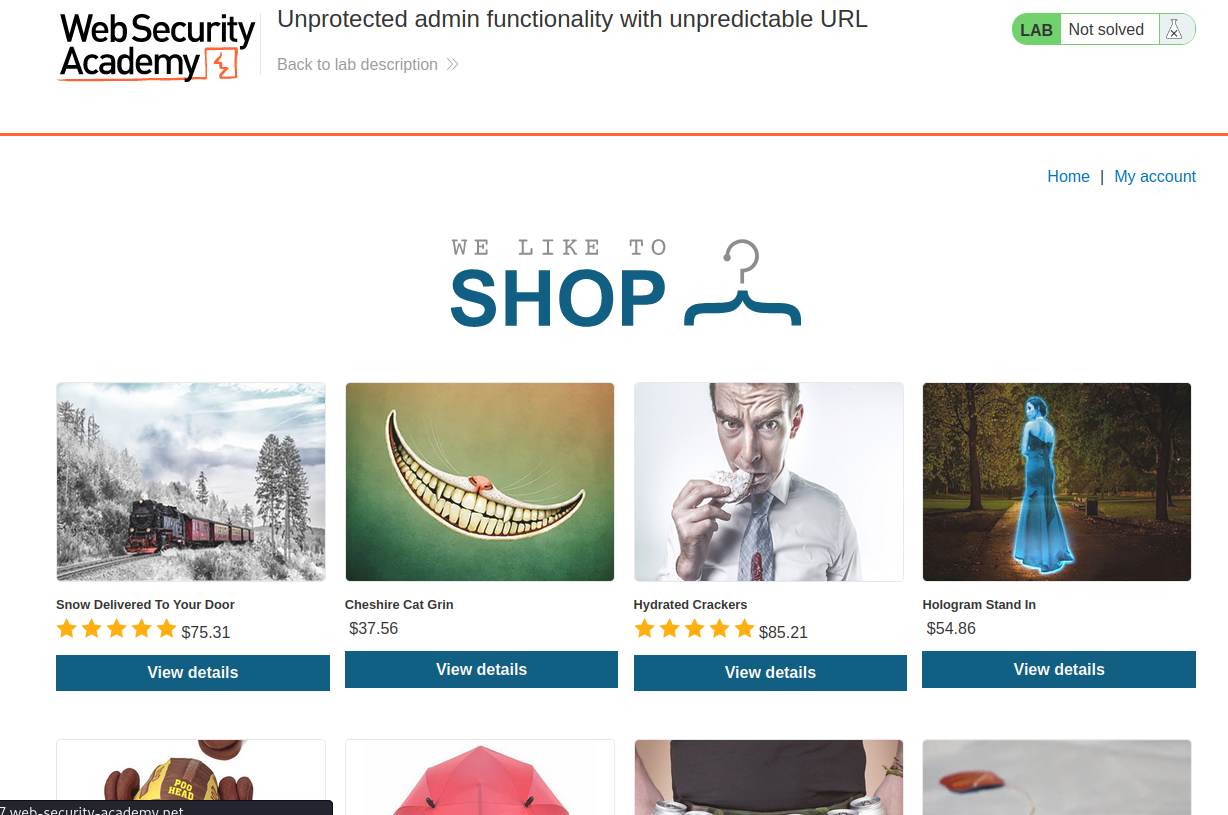 Web Security
Academy
Unprotected admin functionality with unpredictable URL
Back to lab description
LAB Not solved
Home | My account
WE LIKE TO
SHOP
Snow Delivered To Your Door
$75.31
View details
Cheshire Cat Grin
$37.56
View details
Hydrated Crackers
$85.21
View details
Hologram Stand In
$54.86
View details
POO
HEAD
7.web-security-academy.net